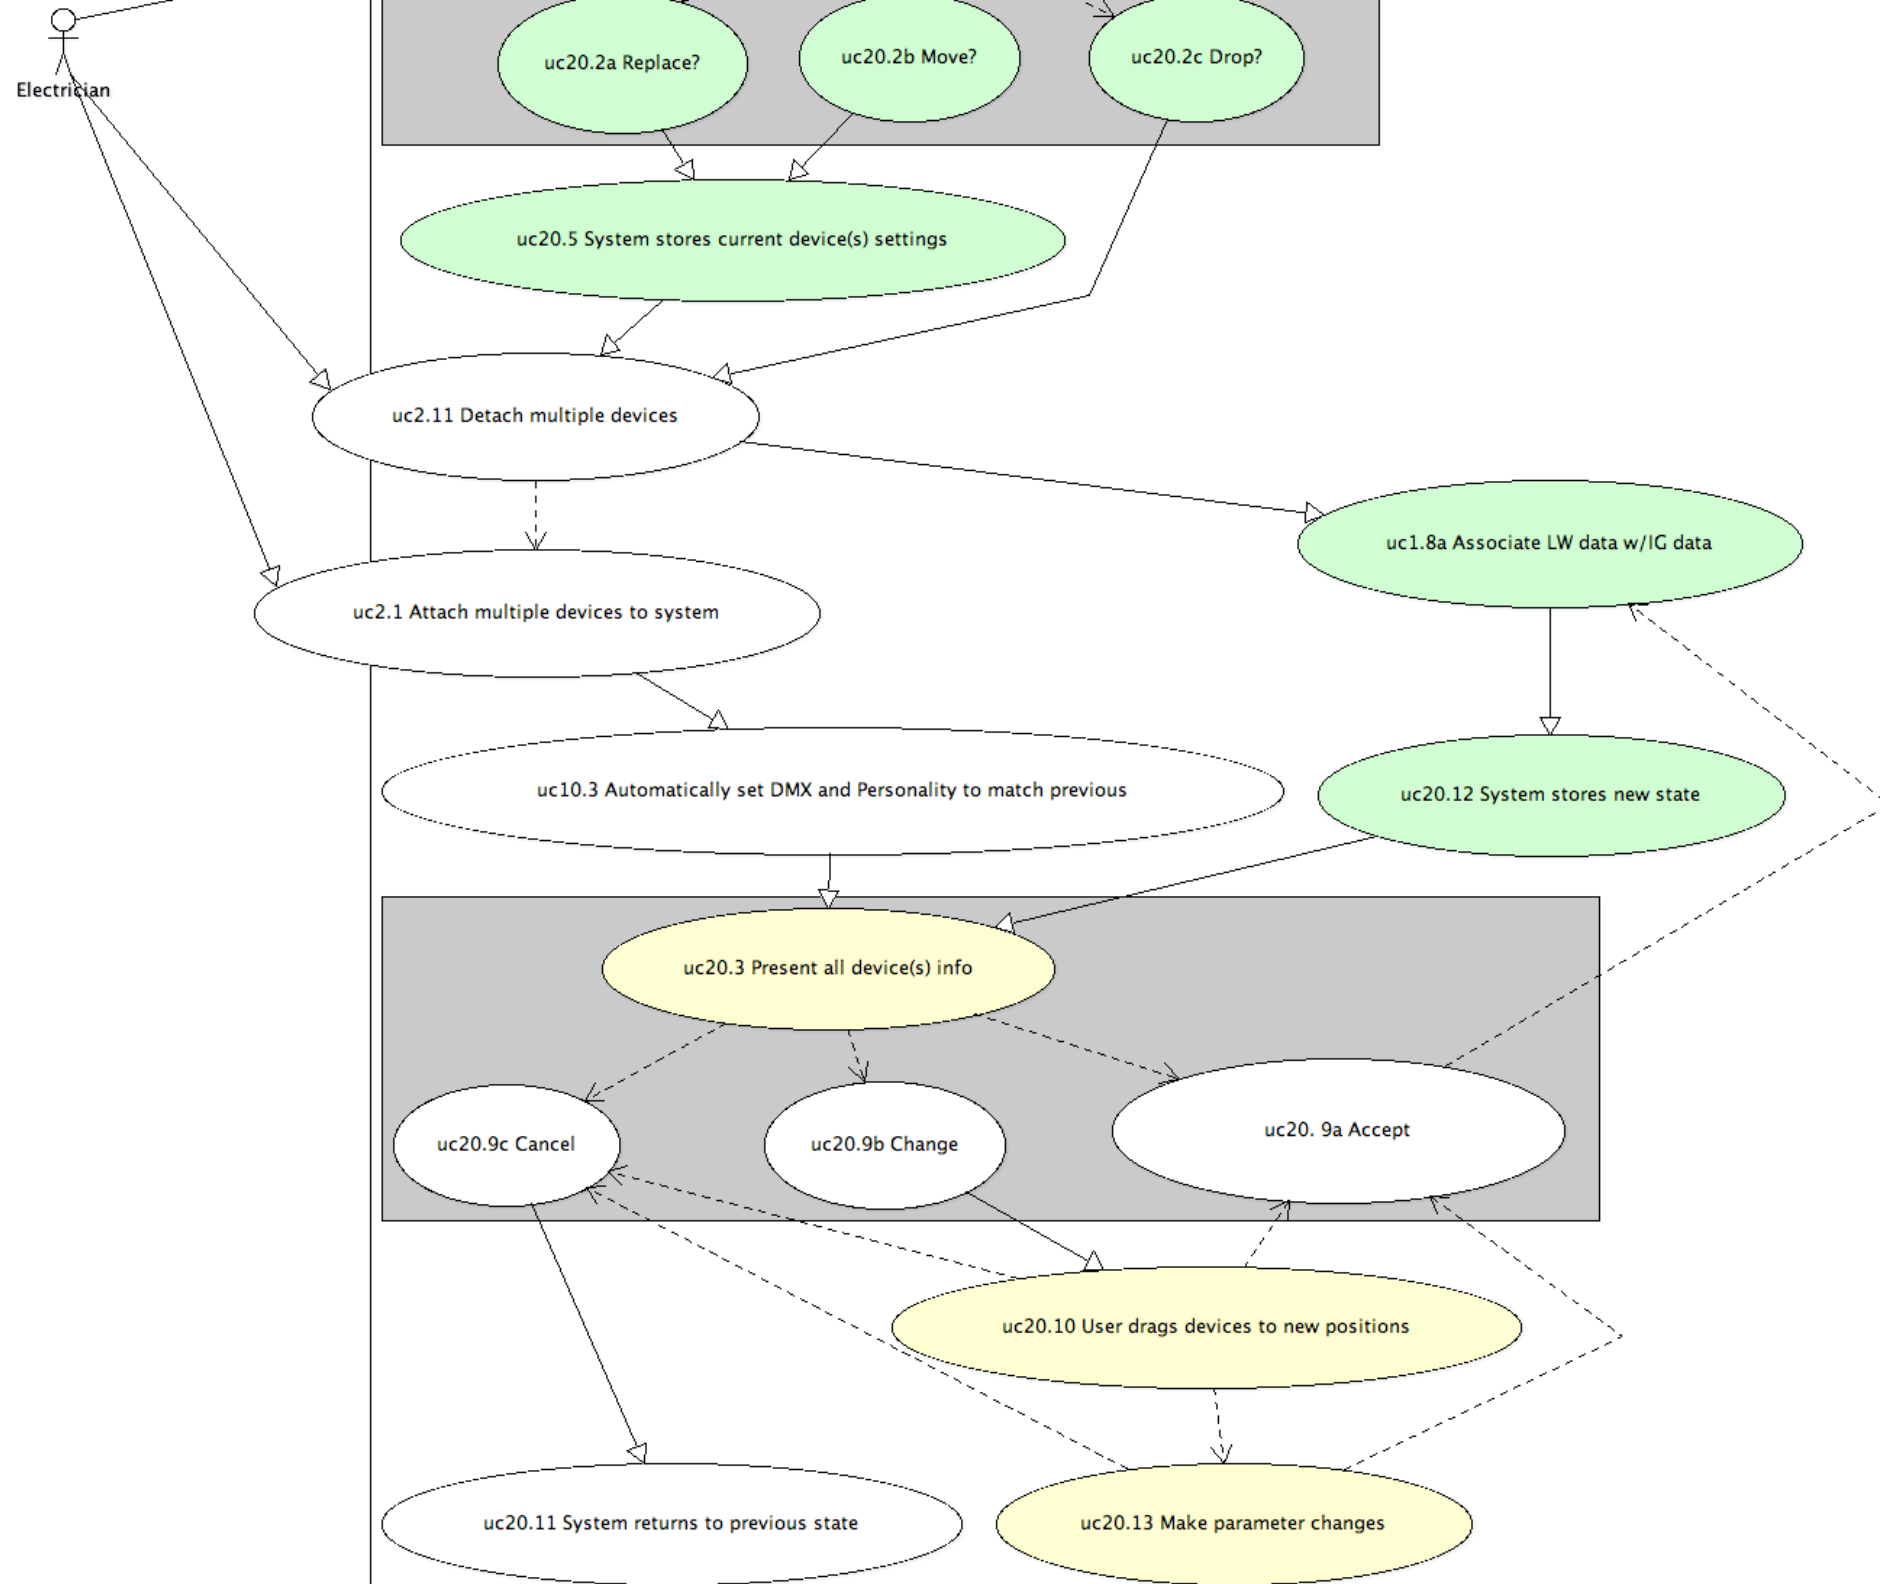 uc20.2a Replace?
uc20.2b Move?
uc20.2c Drop?
Electrician
uc20.5 System stores current device(s) settings
uc2.11 Detach multiple devices
uc1.8a Associate LW data w/IG data
uc2.1 Attach multiple devices to system
uc10.3 Automatically set DMX and Personality to match previous
uc20.12 System stores new state
uc20.3 Present all device(s) info
uc20.9c Cancel
uc20.9b Change
uc20. 9a Accept
uc20.10 User drags devices to new positions
uc20.11 System returns to previous state
uc20.13 Make parameter changes